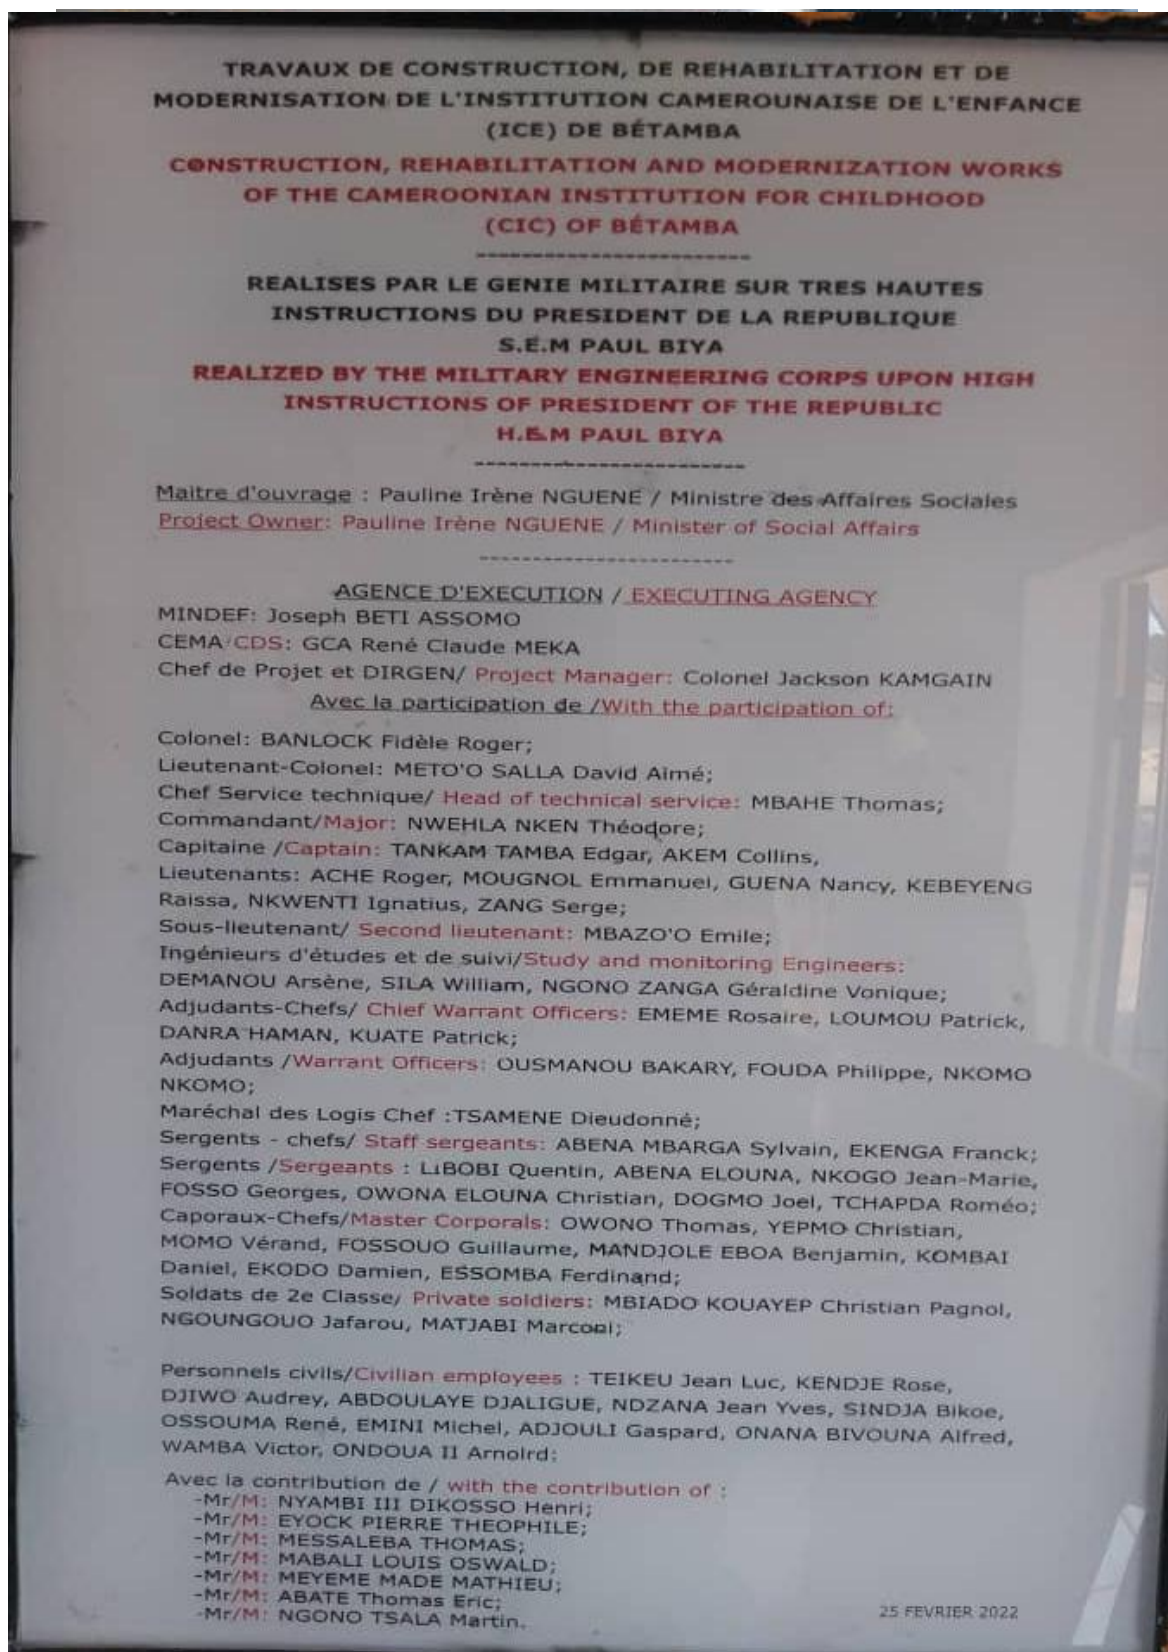 TRAVAUX DE CONSTRUCTION, DE REHABILITATION ET DE
MODERNISATION DE L'INSTITUTION CAMEROUNAISE DE L'ENFANCE
(ICE) DE BÉTAMBA
CONSTRUCTION, REHABILITATION AND MODERNIZATION WORKS
OF THE CAMEROONIAN INSTITUTION FOR CHILDHOOD
(CIC) OF BÉTAMBA
------------------------
REALISES PAR LE GENIE MILITAIRE SUR TRES HAUTES
INSTRUCTIONS DU PRESIDENT DE LA REPUBLIQUE
S.E.M PAUL BIYA
REALIZED BY THE MILITARY ENGINEERING CORPS UPON HIGH
INSTRUCTIONS OF PRESIDENT OF THE REPUBLIC
H.E.M PAUL BIYA
------------------------
Maitre d'ouvrage : Pauline Irène NGUENE / Ministre des Affaires Sociales
Project Owner: Pauline Irène NGUENE / Minister of Social Affairs
------------------------
AGENCE D'EXECUTION / EXECUTING AGENCY
MINDEF: Joseph BETI ASSOMO
CEMA/CDS: GCA René Claude MEKA
Chef de Projet et DIRGEN/ Project Manager: Colonel Jackson KAMGAIN
Avec la participation de /With the participation of:
Colonel: BANLOCK Fidèle Roger;
Lieutenant-Colonel: METO'O SALLA David Aimé;
Chef Service technique/ Head of technical service: MBAHE Thomas;
Commandant/Major: NWEHLA NKEN Théodore;
Capitaine /Captain: TANKAM TAMBA Edgar, AKEM Collins,
Lieutenants: ACHE Roger, MOUGNOL Emmanuel, GUENA Nancy, KEBEYENG
Raissa, NKWENTI Ignatius, ZANG Serge;
Sous-lieutenant/ Second lieutenant: MBAZO'O Emile;
Ingénieurs d'études et de suivi/Study and monitoring Engineers:
DEMANOU Arsène, SILA William, NGONO ZANGA Géraldine Vonique;
Adjudants-Chefs/ Chief Warrant Officers: EMEME Rosaire, LOUMOU Patrick,
DANRA HAMAN, KUATE Patrick;
Adjudants /Warrant Officers: OUSMANOU BAKARY, FOUDA Philippe, NKOMO
NKOMO;
Maréchal des Logis Chef :TSAMENE Dieudonné;
Sergents - chefs/ Staff sergeants: ABENA MBARGA Sylvain, EKENGA Franck;
Sergents /Sergeants : LIBOBI Quentin, ABENA ELOUNA, NKOGO Jean-Marie,
FOSSO Georges, OWONA ELOUNA Christian, DOGMO Joel, TCHAPDA Roméo;
Caporaux-Chefs/Master Corporals: OWONO Thomas, YEPMO Christian,
MOMO Vérand, FOSSOUO Guillaume, MANDJOLE EBOA Benjamin, KOMBAI
Daniel, EKODO Damien, ESSOMBA Ferdinand;
Soldats de 2e Classe/ Private soldiers: MBIADO KOUAYEP Christian Pagnol,
NGOUNGOUO Jafarou, MATJABI Marconi;
Personnels civils/Civilian employees : TEIKEU Jean Luc, KENDJE Rose,
DJIWO Audrey, ABDOULAYE DJALIGUE, NDZANA Jean Yves, SINDJA Bikoe,
OSSOUMA René, EMINI Michel, ADJOULI Gaspard, ONANA BIVOUNA Alfred,
WAMBA Victor, ONDOUA II Arnolrd;
Avec la contribution de / with the contribution of :
-Mr/M: NYAMBI III DIKOSSO Henri;
-Mr/M: EYOCK PIERRE THEOPHILE;
-Mr/M: MESSALEBA THOMAS;
-Mr/M: MABALI LOUIS OSWALD;
-Mr/M: MEYEME MADE MATHIEU;
-Mr/M: ABATE Thomas Eric;
-Mr/M: NGONO TSALA Martin.
25 FEVRIER 2022